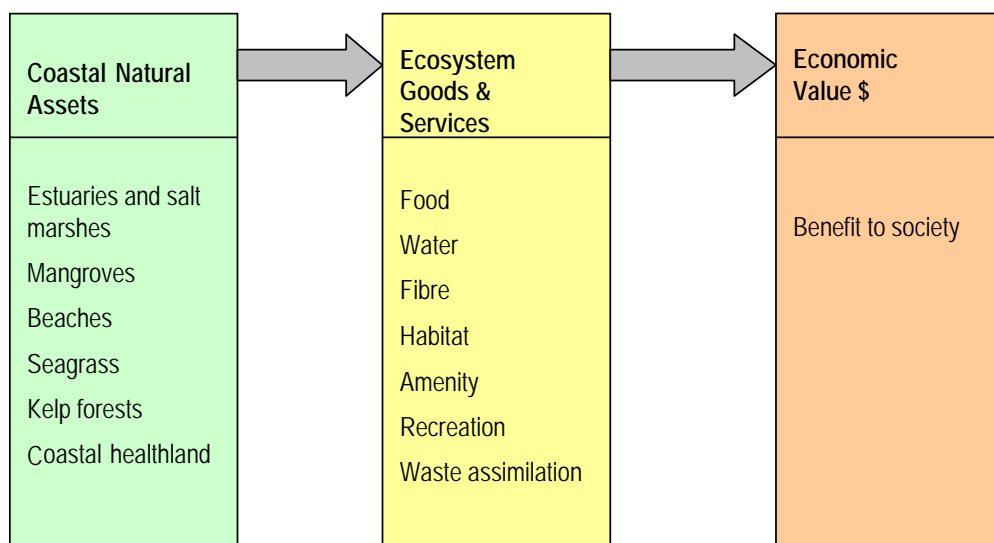 Coastal Natural
Assets
Estuaries and salt
marshes
Mangroves
Beaches
Seagrass
Kelp forests
Coastal healthland
Ecosystem
Goods &
Services
Food
Water
Fibre
Habitat
Amenity
Recreation
Waste assimilation
Economic
Value $
Benefit to society